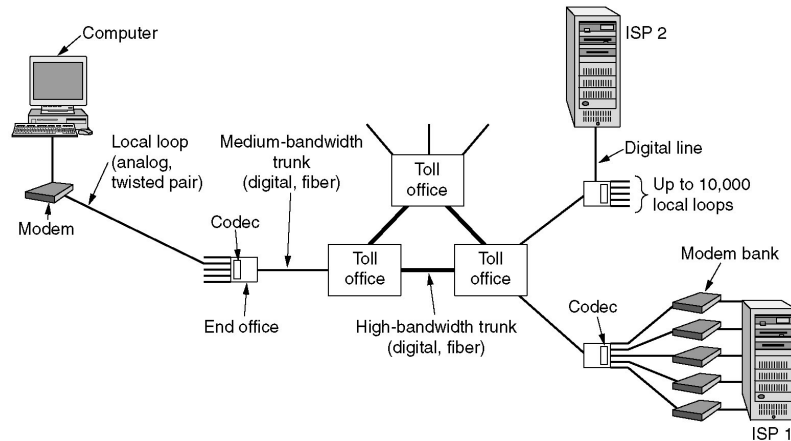 Computer
ISP 2
Local loop
(analog,
twisted pair)
Medium-bandwidth
trunk
(digital, fiber)
Toll
office
Digital line
Up to 10,000
local loops
Modem
Codec
Toll
office
Toll
office
Modem bank
End office
High-bandwidth trunk
(digital, fiber)
Codec
ISP 1